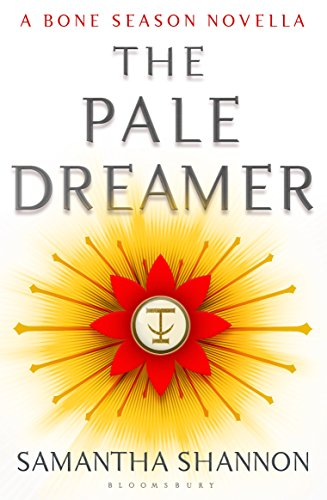 A BONE SEASON NOVELLA
THE
PALE
DREAMER
SAMANTHA SHANNON
BLOOMSBURY